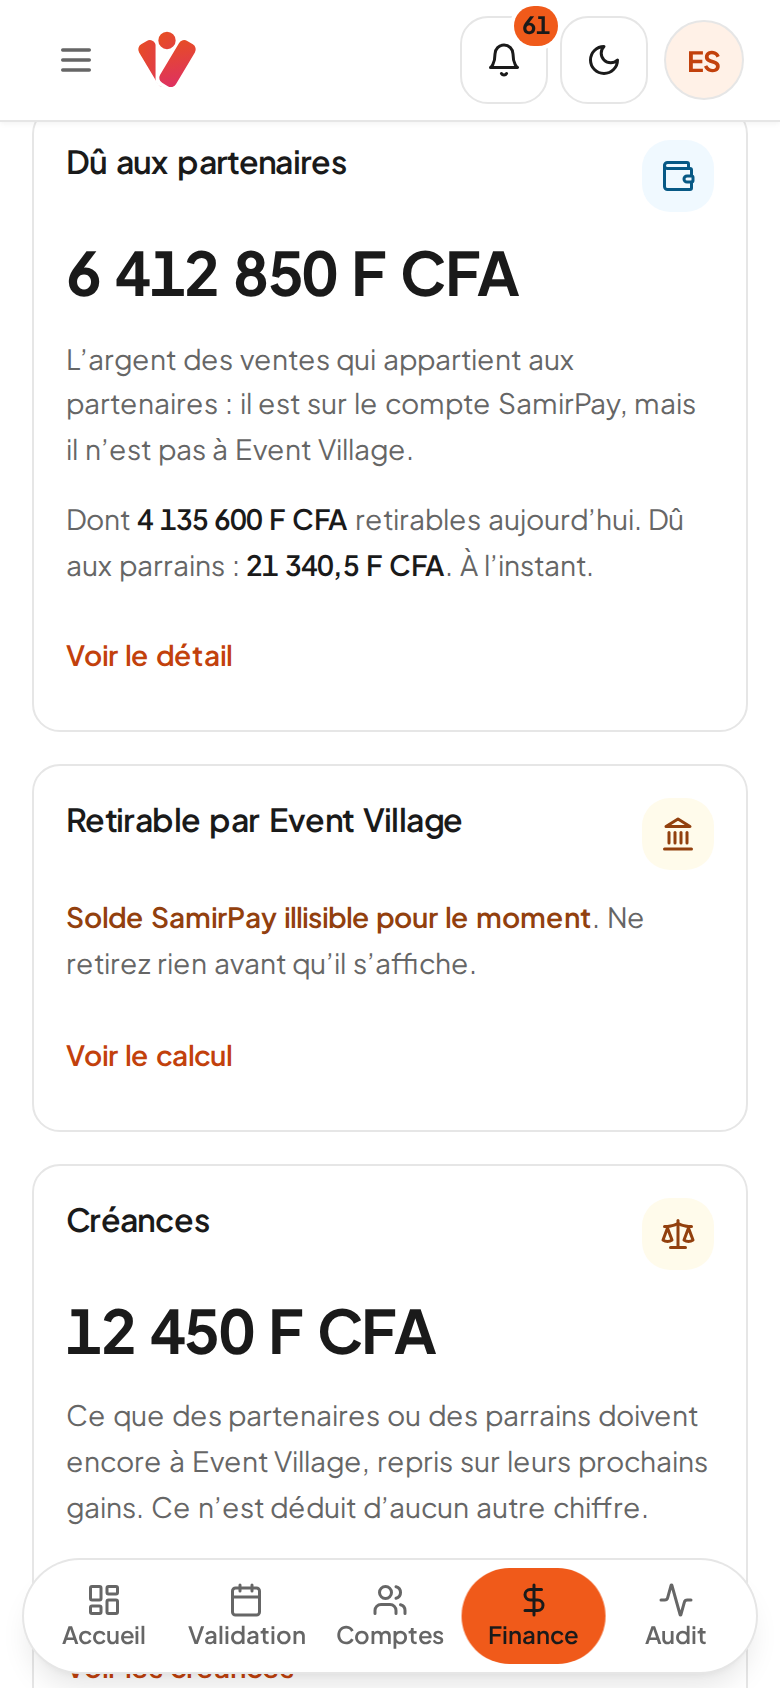 61
ES
Dû aux partenaires
6 412 850 F CFA
L’argent des ventes qui appartient aux
partenaires : il est sur le compte SamirPay, mais
il n’est pas à Event Village.
Dont 4 135 600 F CFA retirables aujourd’hui. Dû
aux parrains : 21 340,5 F CFA. À l’instant.
Voir le détail
Retirable par Event Village
Solde SamirPay illisible pour le moment. Ne
retirez rien avant qu’il s’affiche.
Voir le calcul
Créances
12 450 F CFA
Ce que des partenaires ou des parrains doivent
encore à Event Village, repris sur leurs prochains
gains. Ce n’est déduit d’aucun autre chiffre.
Accueil
Validation
Comptes
Finance
Audit